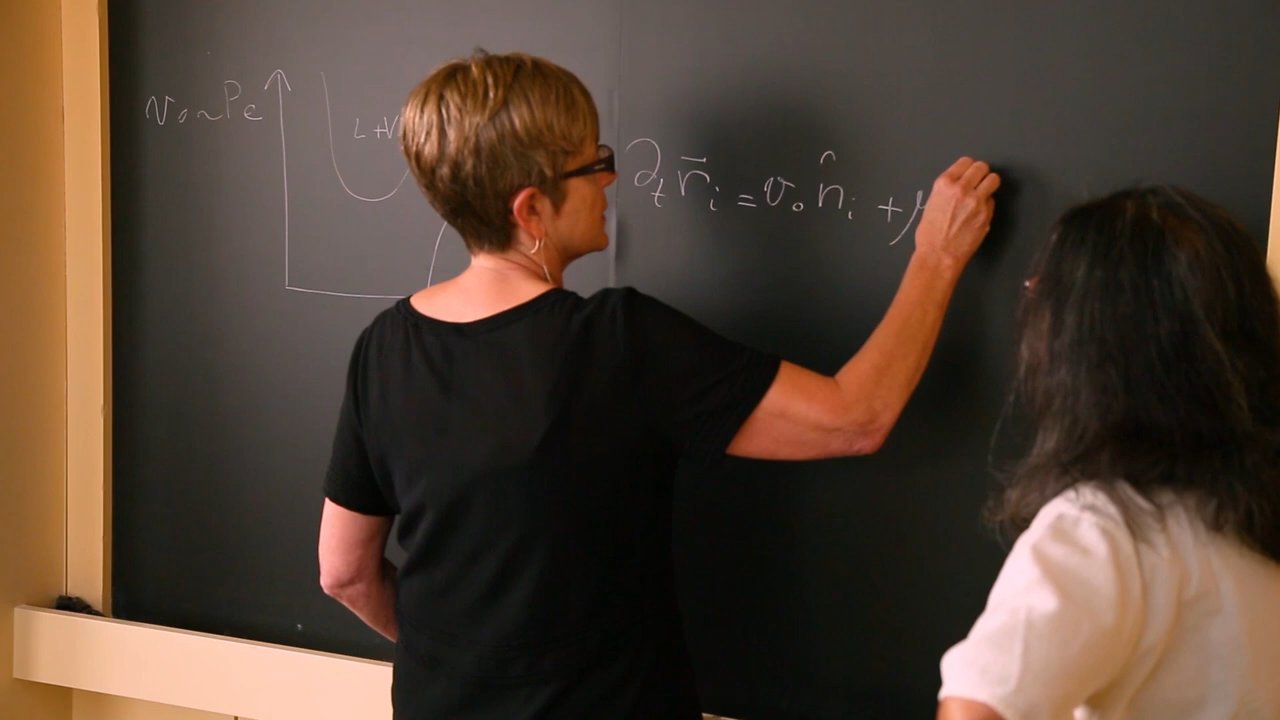 v₀~Pe
L+V
∂ₜr⃗ᵢ = v₀n̂ᵢ + μ